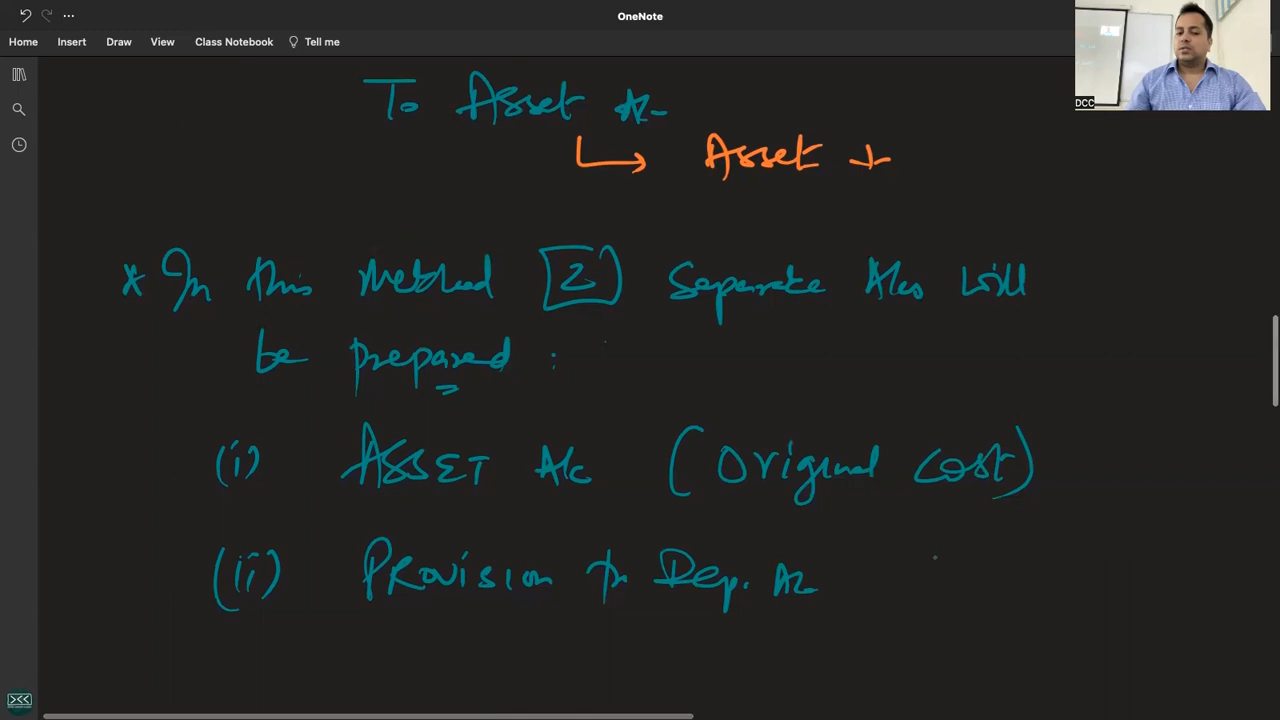 OneNote
Home Insert Draw View Class Notebook Tell me
DCC
To Asset A/c
Asset ↓
* In this Method [2] Separate A/cs will
be prepared :
(i) ASSET A/c (Original Cost)
(ii) PROVISION for Dep. A/c